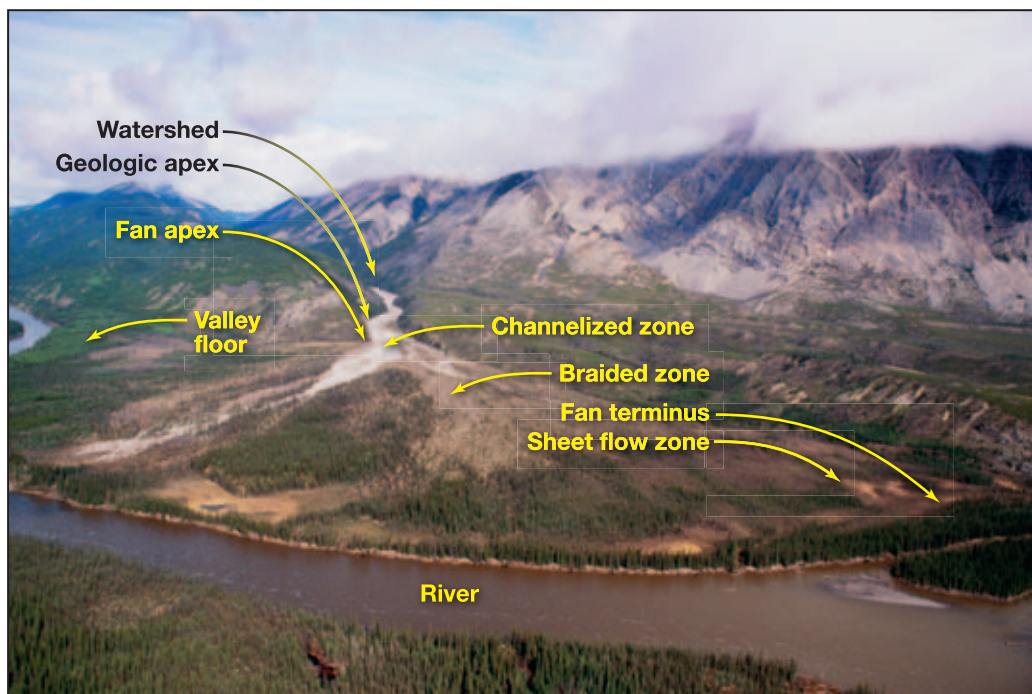 Watershed
Geologic apex
Fan apex
Valley
floor
Channelized zone
Braided zone
Fan terminus
Sheet flow zone
River